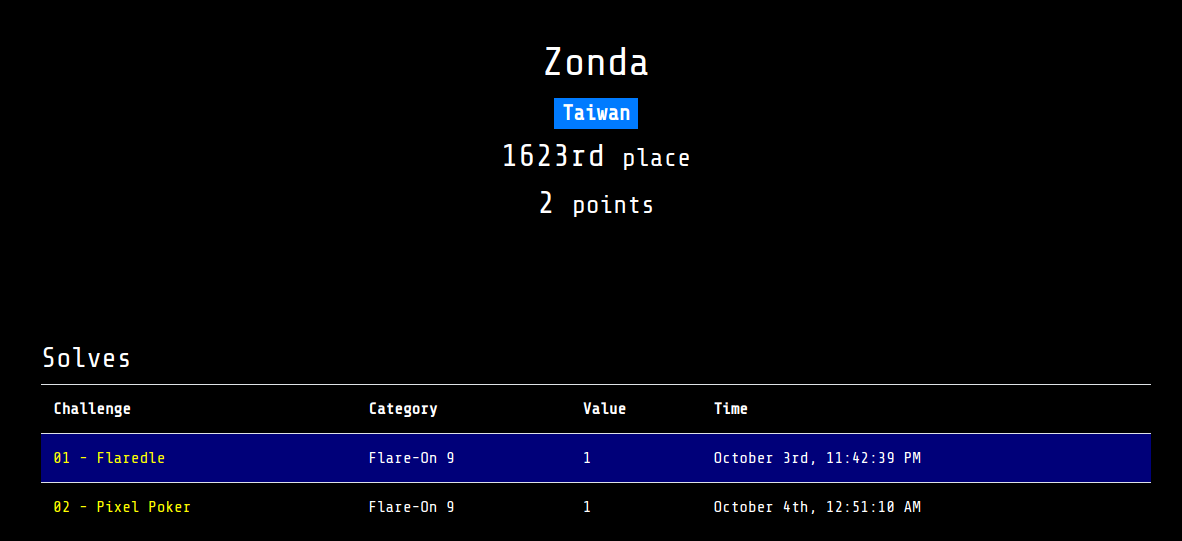 Zonda
Taiwan
1623rd place
2 points
Solves
Challenge Category Value Time
01 - Flaredle Flare-On 9 1 October 3rd, 11:42:39 PM
02 - Pixel Poker Flare-On 9 1 October 4th, 12:51:10 AM